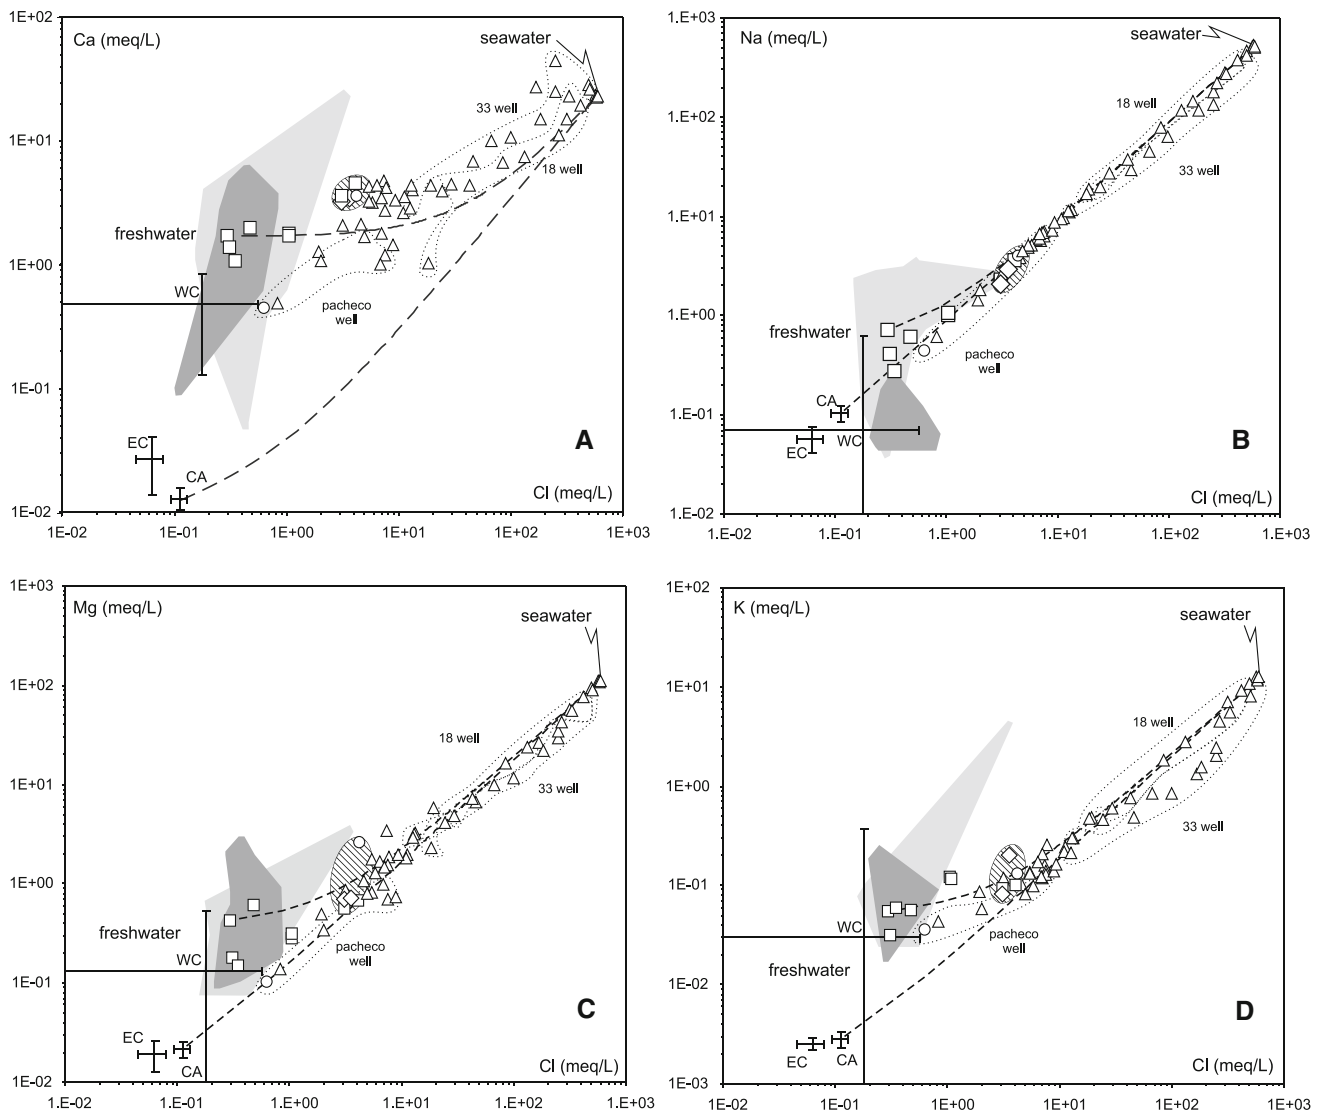 1E+02
1E+01
1E+00
1E-01
1E-02
Ca (meq/L)
seawater
33 well
18 well
freshwater
WC
pacheco
well
EC
CA
A
Cl (meq/L)
1E-02
1E-01
1E+00
1E+01
1E+02
1E+03
1.E+03
1.E+02
1.E+01
1.E+00
1.E-01
1.E-02
Na (meq/L)
seawater
18 well
33 well
freshwater
pacheco
well
CA
WC
EC
B
Cl (meq/L)
1.E-02
1.E-01
1.E+00
1.E+01
1.E+02
1.E+03
1E+03
1E+02
1E+01
1E+00
1E-01
1E-02
Mg (meq/L)
seawater
18 well
33 well
freshwater
WC
pacheco
well
EC
CA
C
Cl (meq/L)
1.E-02
1.E-01
1.E+00
1.E+01
1.E+02
1.E+03
1E+02
1E+01
1E+00
1E-01
1E-02
1E-03
K (meq/L)
seawater
18 well
33 well
WC
pacheco
well
freshwater
EC
CA
D
Cl (meq/L)
1.E-02
1.E-01
1E+00
1E+01
1E+02
1E+03